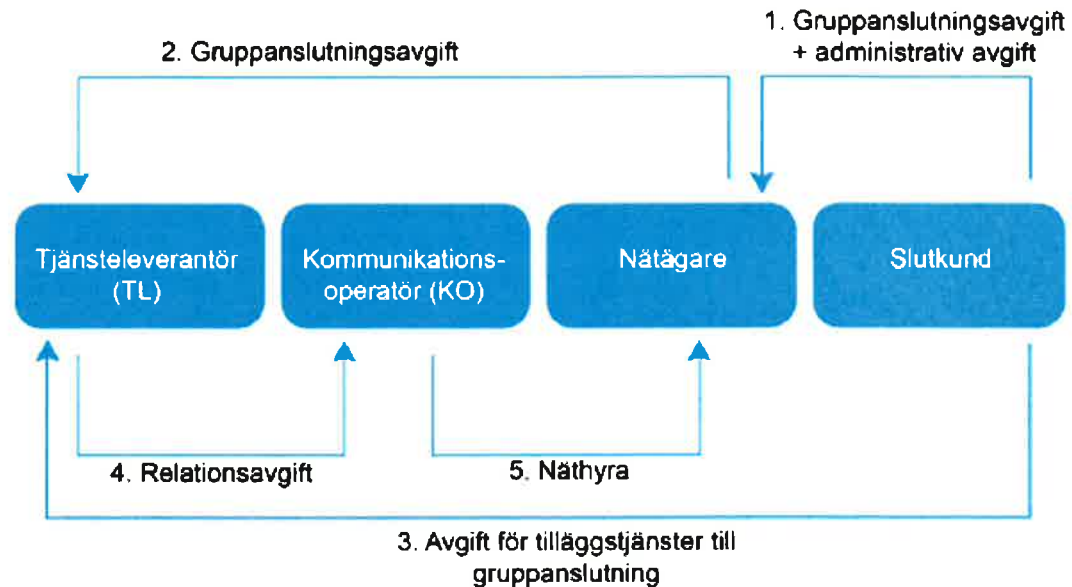 1. Gruppanslutningsavgift
+ administrativ avgift
2. Gruppanslutningsavgift
Tjänsteleverantör
(TL)
Kommunikations-
operatör (KO)
Nätägare
Slutkund
4. Relationsavgift
5. Näthyra
3. Avgift för tilläggstjänster till
gruppanslutning